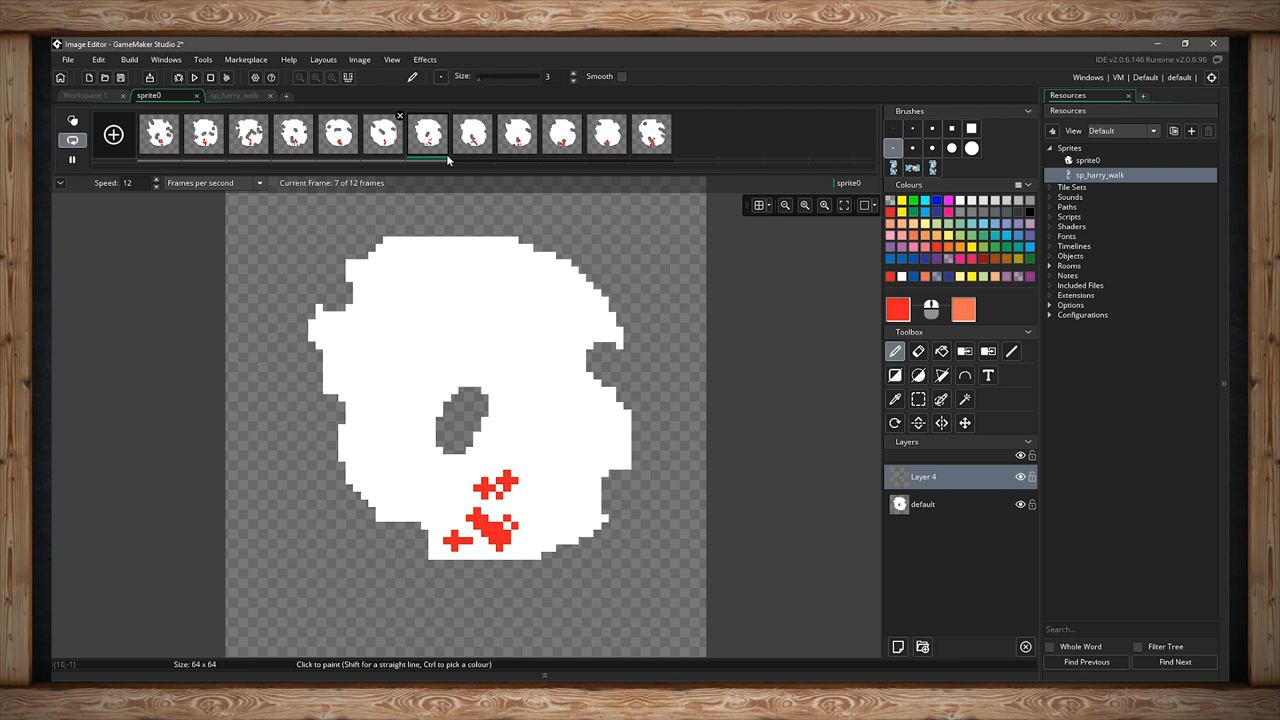 Image Editor - GameMaker Studio 2*
File Edit Build Windows Tools Marketplace Help Layouts Image View Effects
IDE v2.0.6.146 Runtime v2.0.6.96
Size: 3 Smooth
Windows | VM | Default | default |
Workspace 1 sprite0 sp_harry_walk
Speed: 12 Frames per second Current Frame: 7 of 12 frames sprite0
Brushes
Colours
Toolbox
T
Layers
Layer 4
default
Resources
Resources
View Default
Sprites
sprite0
sp_harry_walk
Tile Sets
Sounds
Paths
Scripts
Shaders
Fonts
Timelines
Objects
Rooms
Notes
Included Files
Extensions
Options
Configurations
Search...
Whole Word Filter Tree
Find Previous Find Next
(10,-1) Size: 64 x 64 Click to paint (Shift for a straight line, Ctrl to pick a colour)